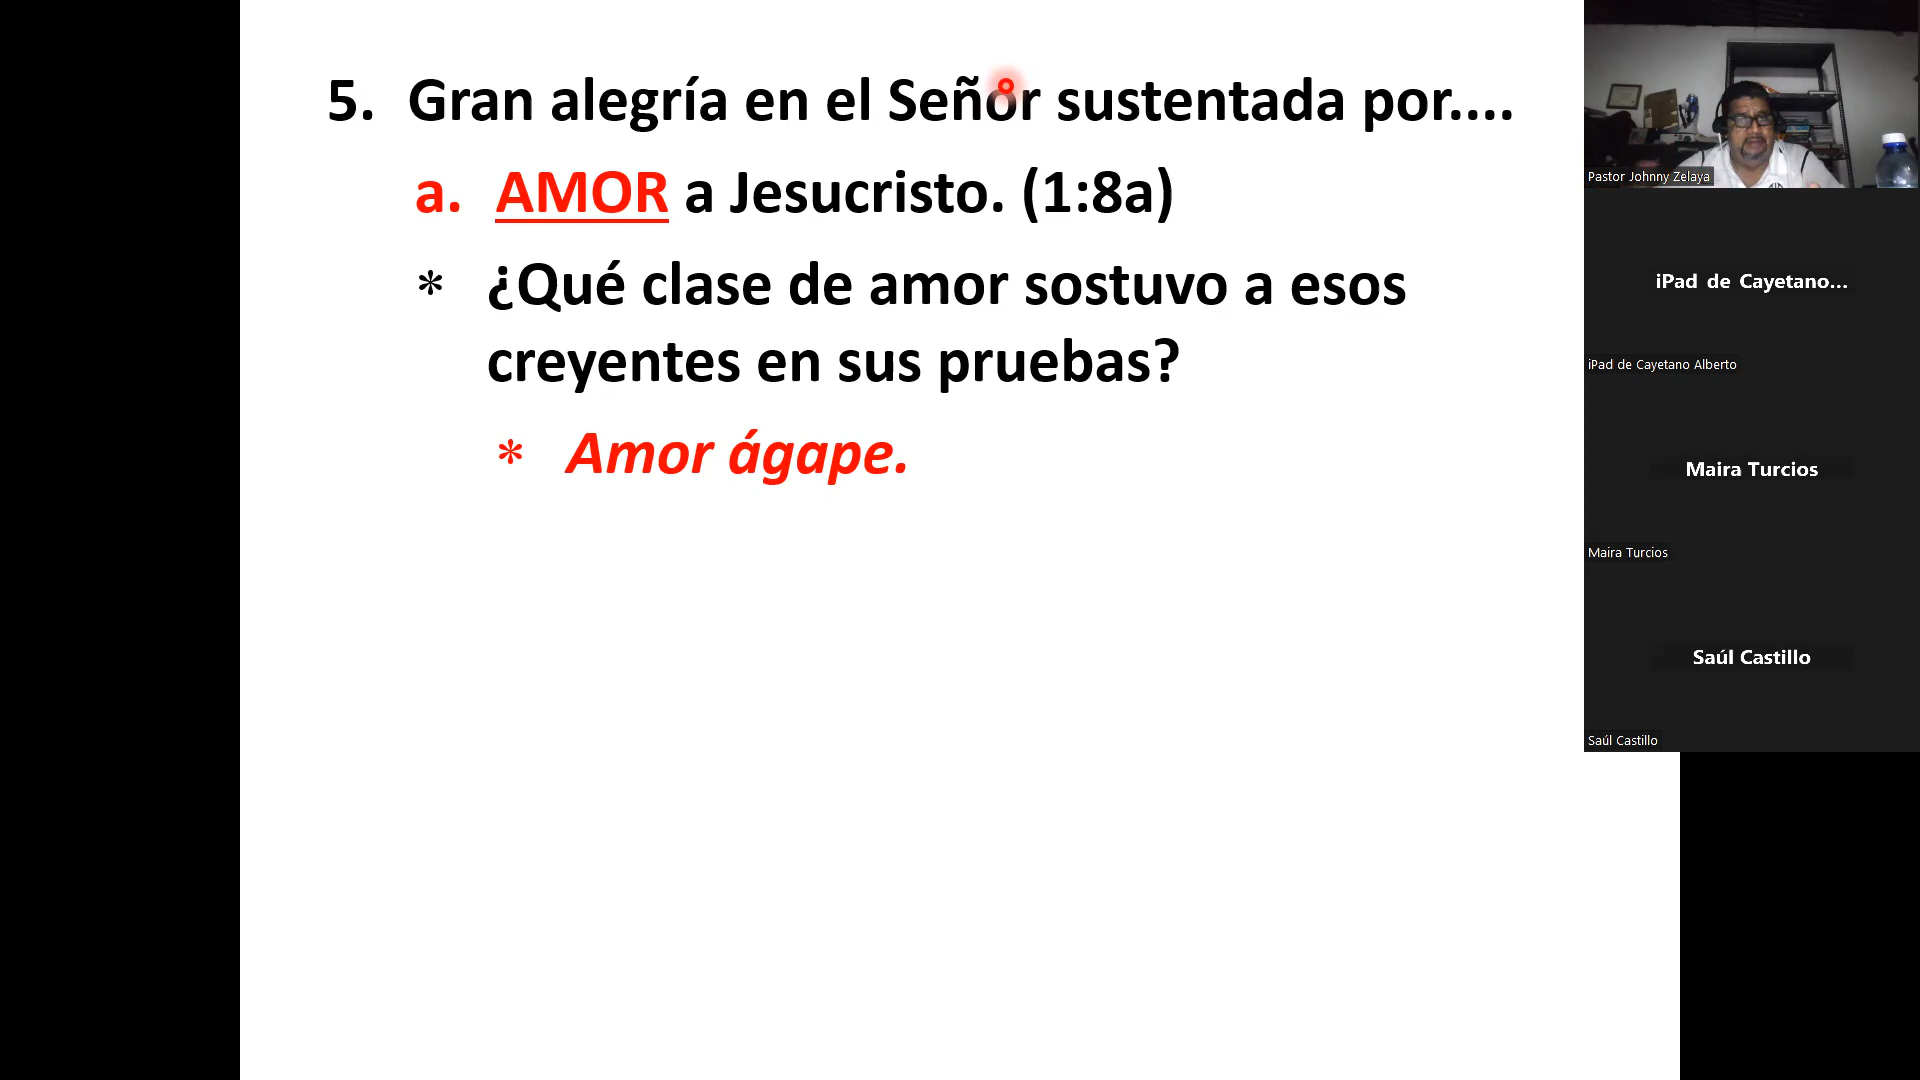 5. Gran alegría en el Señor sustentada por....
a. AMOR a Jesucristo. (1:8a)
* ¿Qué clase de amor sostuvo a esos
creyentes en sus pruebas?
* Amor ágape.
Pastor Johnny Zelaya
iPad de Cayetano...
iPad de Cayetano Alberto
Maira Turcios
Maira Turcios
Saúl Castillo
Saúl Castillo